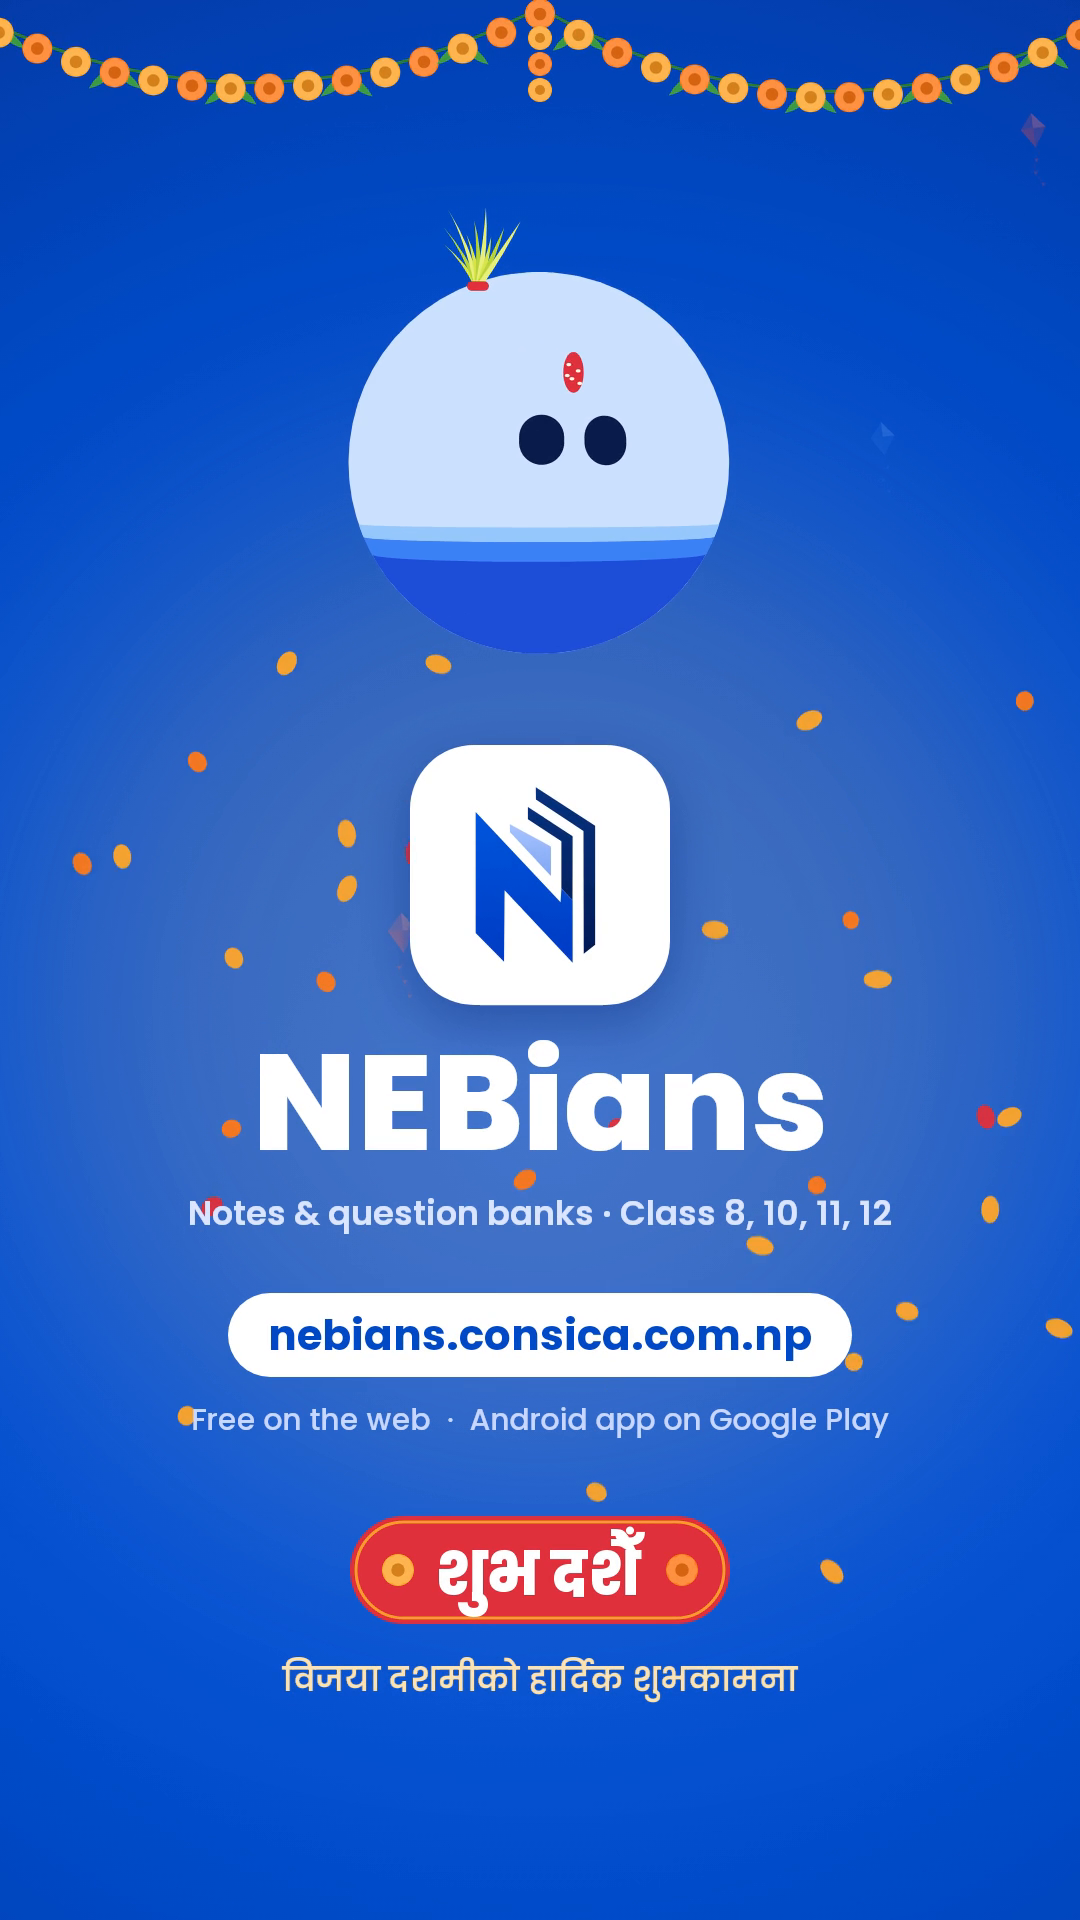 NEBians
Notes & question banks · Class 8, 10, 11, 12
nebians.consica.com.np
Free on the web · Android app on Google Play
शुभ दशैँ
विजया दशमीको हार्दिक शुभकामना